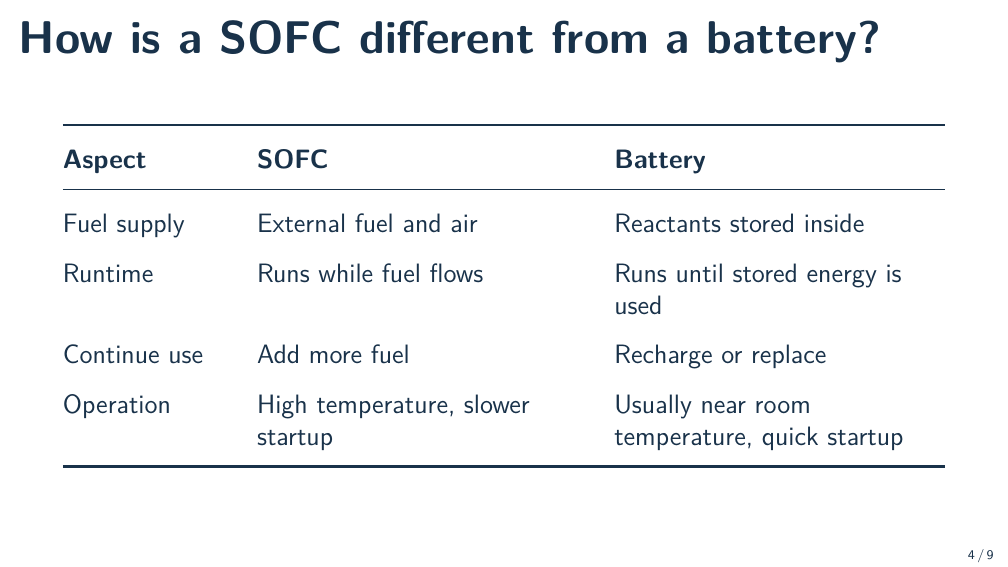 How is a SOFC different from a battery?
Aspect SOFC Battery
Fuel supply External fuel and air Reactants stored inside
Runtime Runs while fuel flows Runs until stored energy is
used
Continue use Add more fuel Recharge or replace
Operation High temperature, slower Usually near room
startup temperature, quick startup
4 / 9